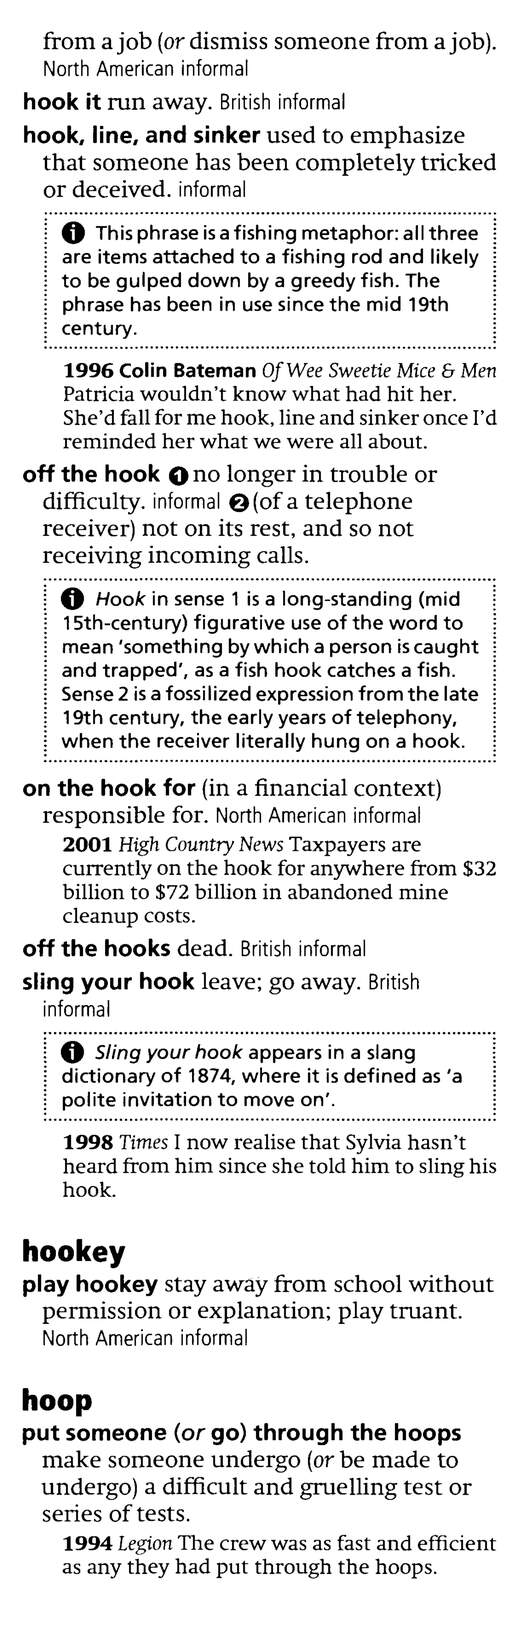 from a job (or dismiss someone from a job).
North American informal
hook it run away. British informal
hook, line, and sinker used to emphasize
that someone has been completely tricked
or deceived. informal
ⓘ This phrase is a fishing metaphor: all three
are items attached to a fishing rod and likely
to be gulped down by a greedy fish. The
phrase has been in use since the mid 19th
century.
1996 Colin Bateman Of Wee Sweetie Mice & Men
Patricia wouldn't know what had hit her.
She'd fall for me hook, line and sinker once I'd
reminded her what we were all about.
off the hook ❶ no longer in trouble or
difficulty. informal ❷ (of a telephone
receiver) not on its rest, and so not
receiving incoming calls.
ⓘ Hook in sense 1 is a long-standing (mid
15th-century) figurative use of the word to
mean 'something by which a person is caught
and trapped', as a fish hook catches a fish.
Sense 2 is a fossilized expression from the late
19th century, the early years of telephony,
when the receiver literally hung on a hook.
on the hook for (in a financial context)
responsible for. North American informal
2001 High Country News Taxpayers are
currently on the hook for anywhere from $32
billion to $72 billion in abandoned mine
cleanup costs.
off the hooks dead. British informal
sling your hook leave; go away. British
informal
ⓘ Sling your hook appears in a slang
dictionary of 1874, where it is defined as 'a
polite invitation to move on'.
1998 Times I now realise that Sylvia hasn't
heard from him since she told him to sling his
hook.
hookey
play hookey stay away from school without
permission or explanation; play truant.
North American informal
hoop
put someone (or go) through the hoops
make someone undergo (or be made to
undergo) a difficult and gruelling test or
series of tests.
1994 Legion The crew was as fast and efficient
as any they had put through the hoops.